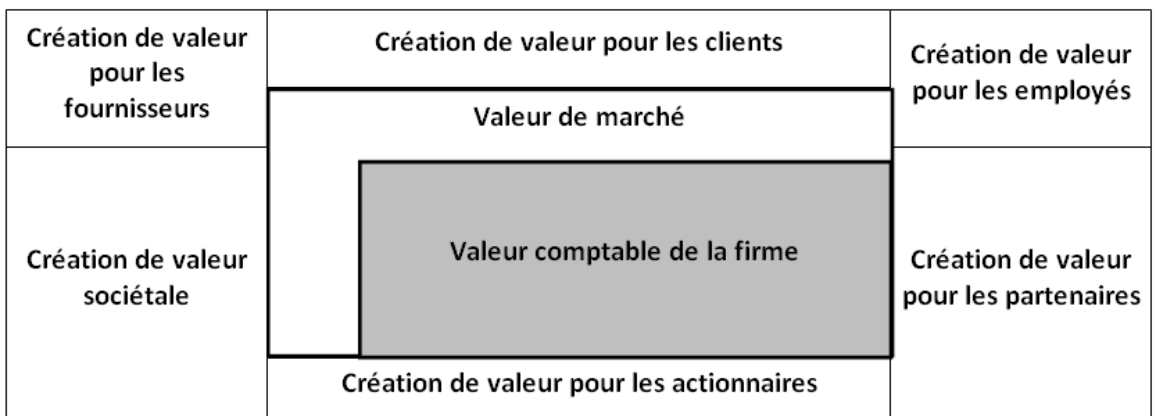 Création de valeur
pour les
fournisseurs
Création de valeur pour les clients
Création de valeur
pour les employés
Valeur de marché
Création de valeur
sociétale
Valeur comptable de la firme
Création de valeur
pour les partenaires
Création de valeur pour les actionnaires